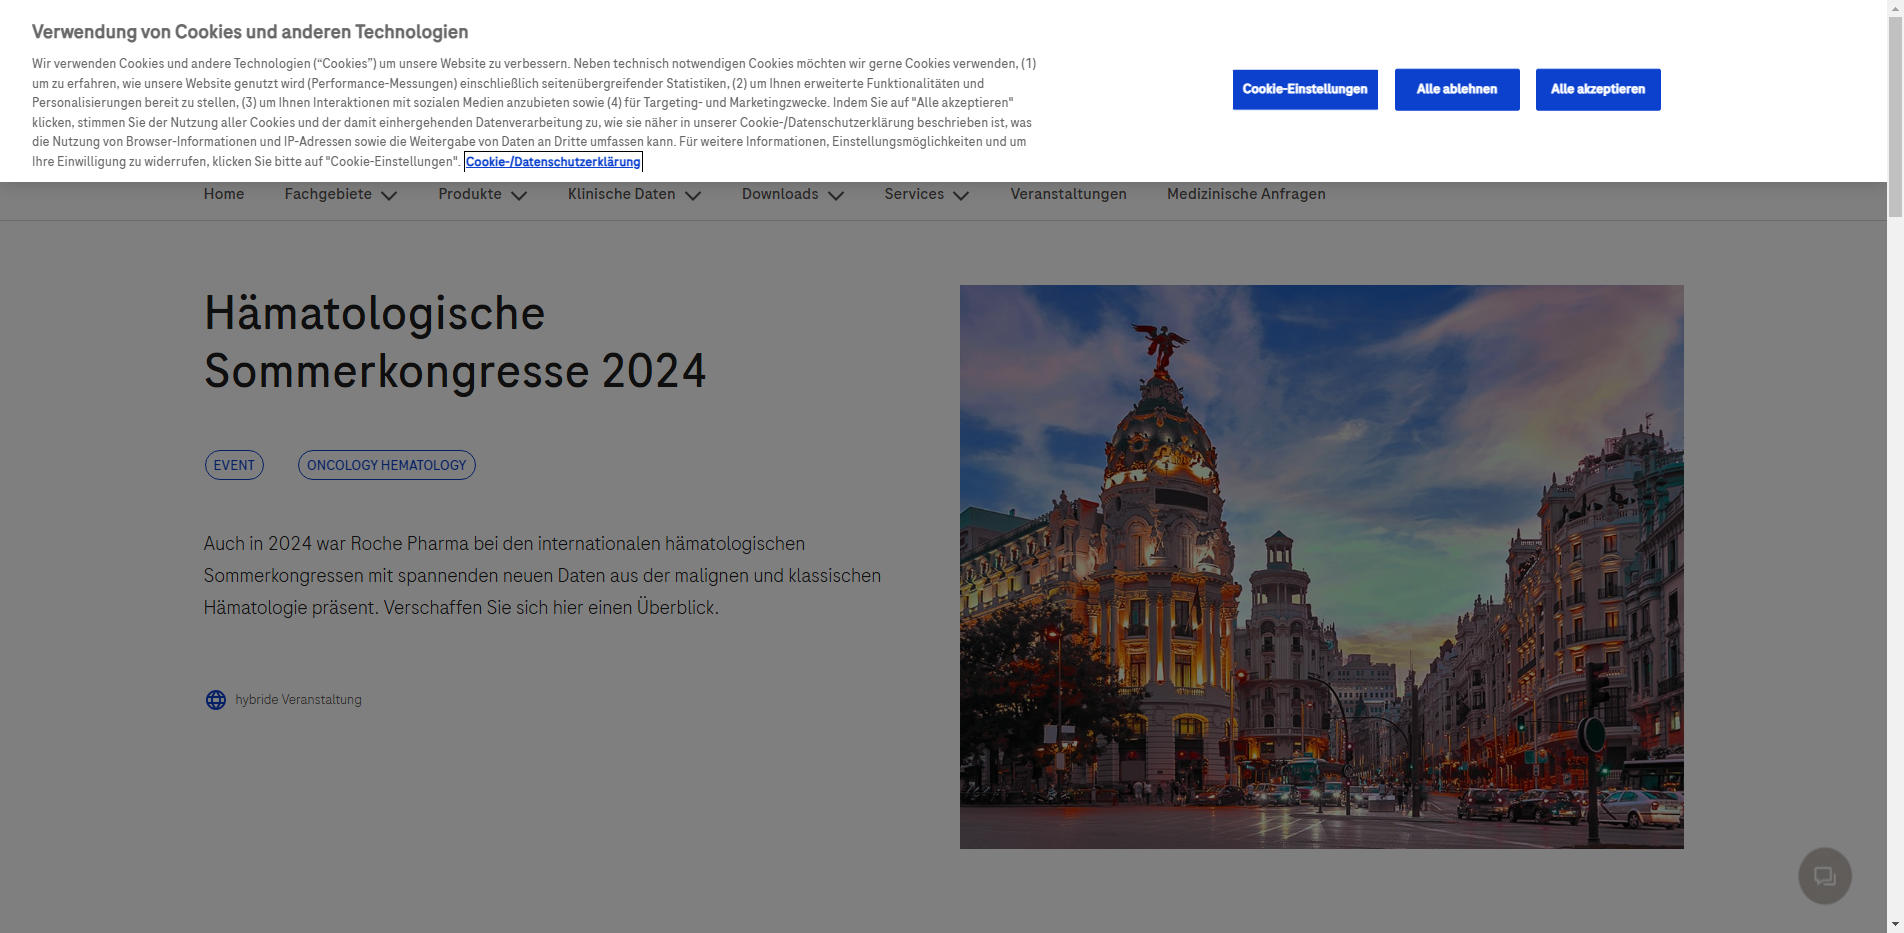 Verwendung von Cookies und anderen Technologien
Wir verwenden Cookies und andere Technologien (“Cookies”) um unsere Website zu verbessern. Neben technisch notwendigen Cookies möchten wir gerne Cookies verwenden, (1)
um zu erfahren, wie unsere Website genutzt wird (Performance-Messungen) einschließlich seitenübergreifender Statistiken, (2) um Ihnen erweiterte Funktionalitäten und
Personalisierungen bereit zu stellen, (3) um Ihnen Interaktionen mit sozialen Medien anzubieten sowie (4) für Targeting- und Marketingzwecke. Indem Sie auf "Alle akzeptieren"
klicken, stimmen Sie der Nutzung aller Cookies und der damit einhergehenden Datenverarbeitung zu, wie sie näher in unserer Cookie-/Datenschutzerklärung beschrieben ist, was
die Nutzung von Browser-Informationen und IP-Adressen sowie die Weitergabe von Daten an Dritte umfassen kann. Für weitere Informationen, Einstellungsmöglichkeiten und um
Ihre Einwilligung zu widerrufen, klicken Sie bitte auf "Cookie-Einstellungen". Cookie-/Datenschutzerklärung
Cookie-Einstellungen
Alle ablehnen
Alle akzeptieren
Home Fachgebiete Produkte Klinische Daten Downloads Services Veranstaltungen Medizinische Anfragen
Hämatologische
Sommerkongresse 2024
EVENT
ONCOLOGY HEMATOLOGY
Auch in 2024 war Roche Pharma bei den internationalen hämatologischen
Sommerkongressen mit spannenden neuen Daten aus der malignen und klassischen
Hämatologie präsent. Verschaffen Sie sich hier einen Überblick.
hybride Veranstaltung